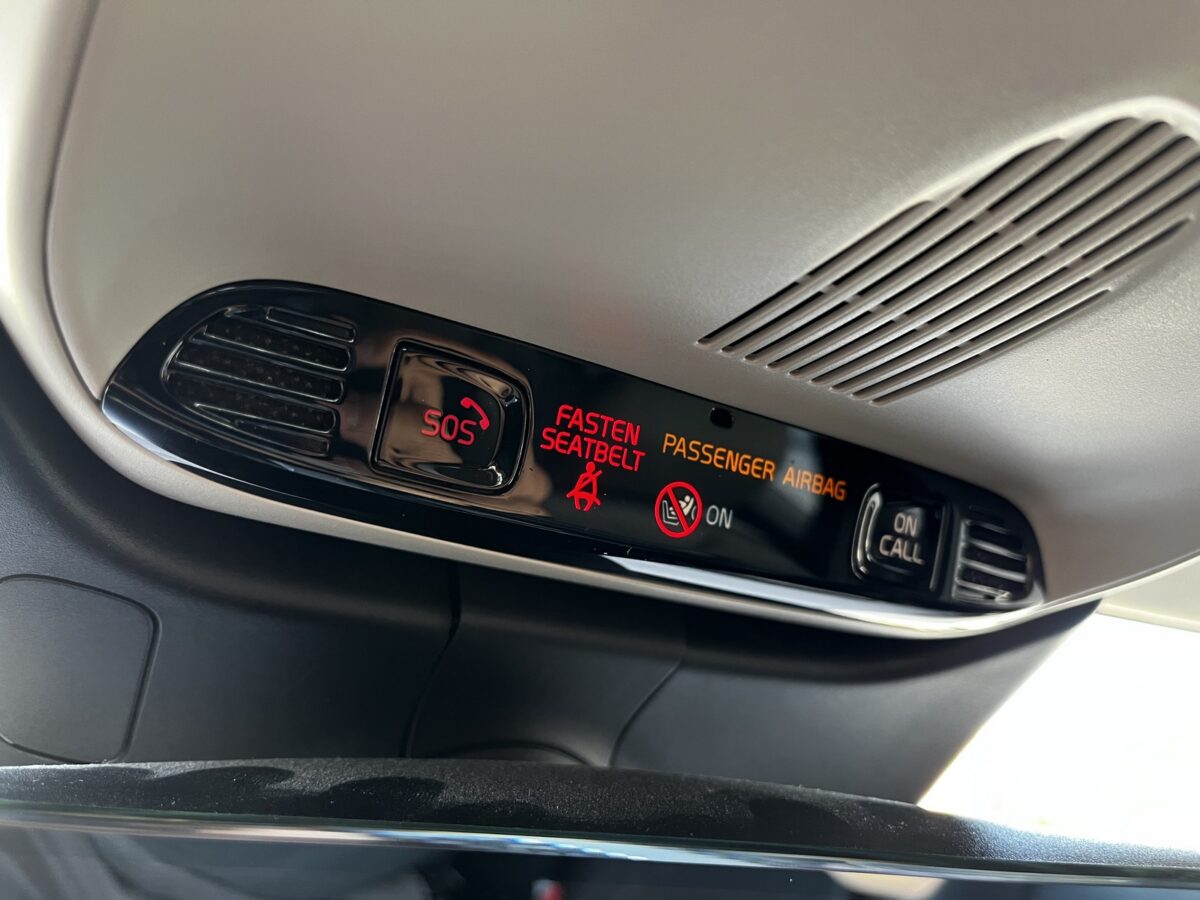 SOS
FASTEN
SEATBELT
PASSENGER AIRBAG
ON
ON
CALL